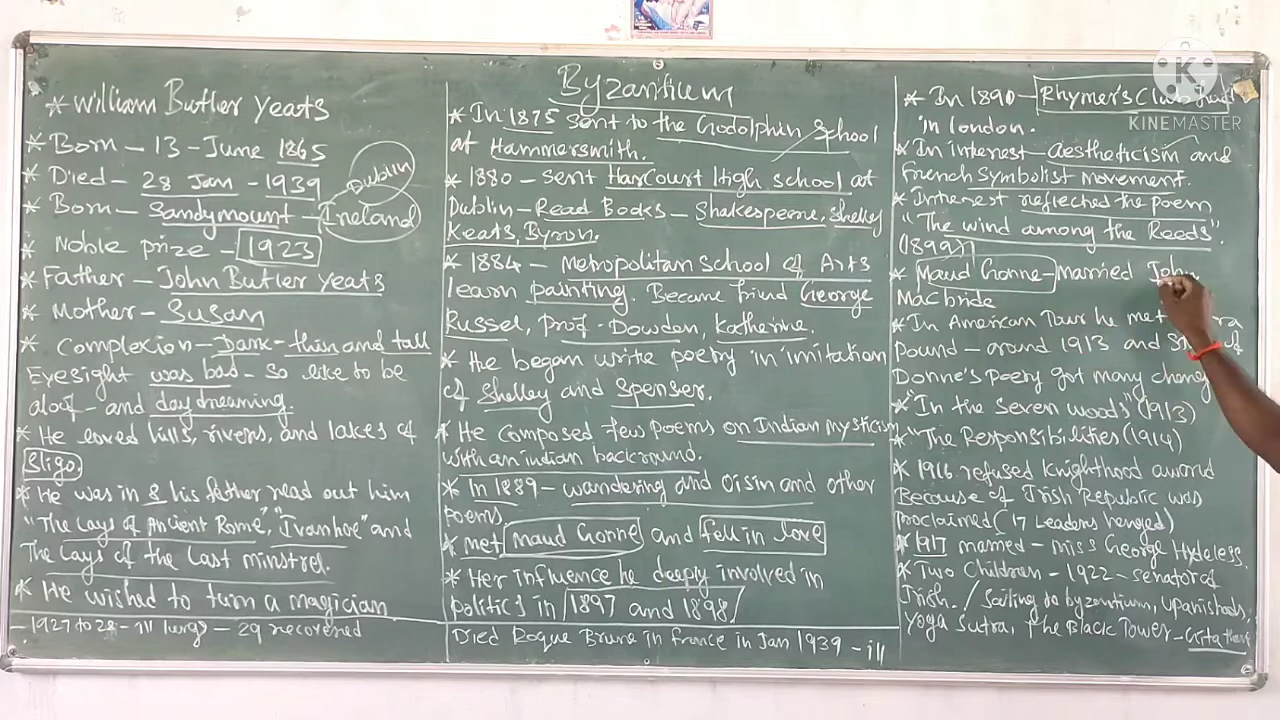 Byzantium
* William Butler Yeats
* Born - 13 - June 1865
* Died - 28 Jan - 1939
Dublin
* Born - Sandymount - Ireland
* Noble prize - 1923
* Father - John Butler Yeats
* Mother - Susan
* Complexion - Dark - thin and tall
Eyesight was bad - so like to be
aloof - and day dreaming.
* He loved hills, rivers, and lakes of
Sligo.
* He was in 8 his father read out him
"The Lays of Ancient Rome", "Ivanhoe" and
The Lays of the Last minstrel.
* He wished to turn a magician
- 1927 to 28 - ill lungs - 29 recovered
* In 1875 sent to the Godolphin School
at Hammersmith.
* 1880 - sent Harcourt High school at
Dublin - Read Books - Shakespeare, Shelley
Keats, Byron.
* 1884 - Metropolitan School of Arts
learn painting. Became friend George
Russel, prof - Dowden, Katherine.
* He began write poetry in imitation
of Shelley and Spenser.
* He composed few poems on Indian mysticism
with an indian background.
* In 1889 - wandering and Oisin and other
poems
* met Maud Gonne and fell in love
* Her influence he deeply involved in
politics in 1897 and 1898
Died Roque Brune in France in Jan 1939 - ill
* In 1890 - Rhymer's Club
in london.
* In interest - aestheticism and
French Symbolist movement.
* Interest reflected the poem
"The wind among the Reeds".
(1899)
* Maud Gonne - married John
Macbride
* In American Tour he met
Pound - around 1913 and of
Donne's Poetry got many change
* "In the Seven woods" (1913)
* "The Responsibilities (1914)
* 1916 refused Knighthood award
Because of Irish Republic was
proclaimed (17 Leaders henged)
* 1917 married - Miss George Hydeless.
* Two Children - 1922 - senator of
Irish. / Sailing to byzantium, upanishads,
Yoga Sutra, The Black Tower - Gita
KINEMASTER